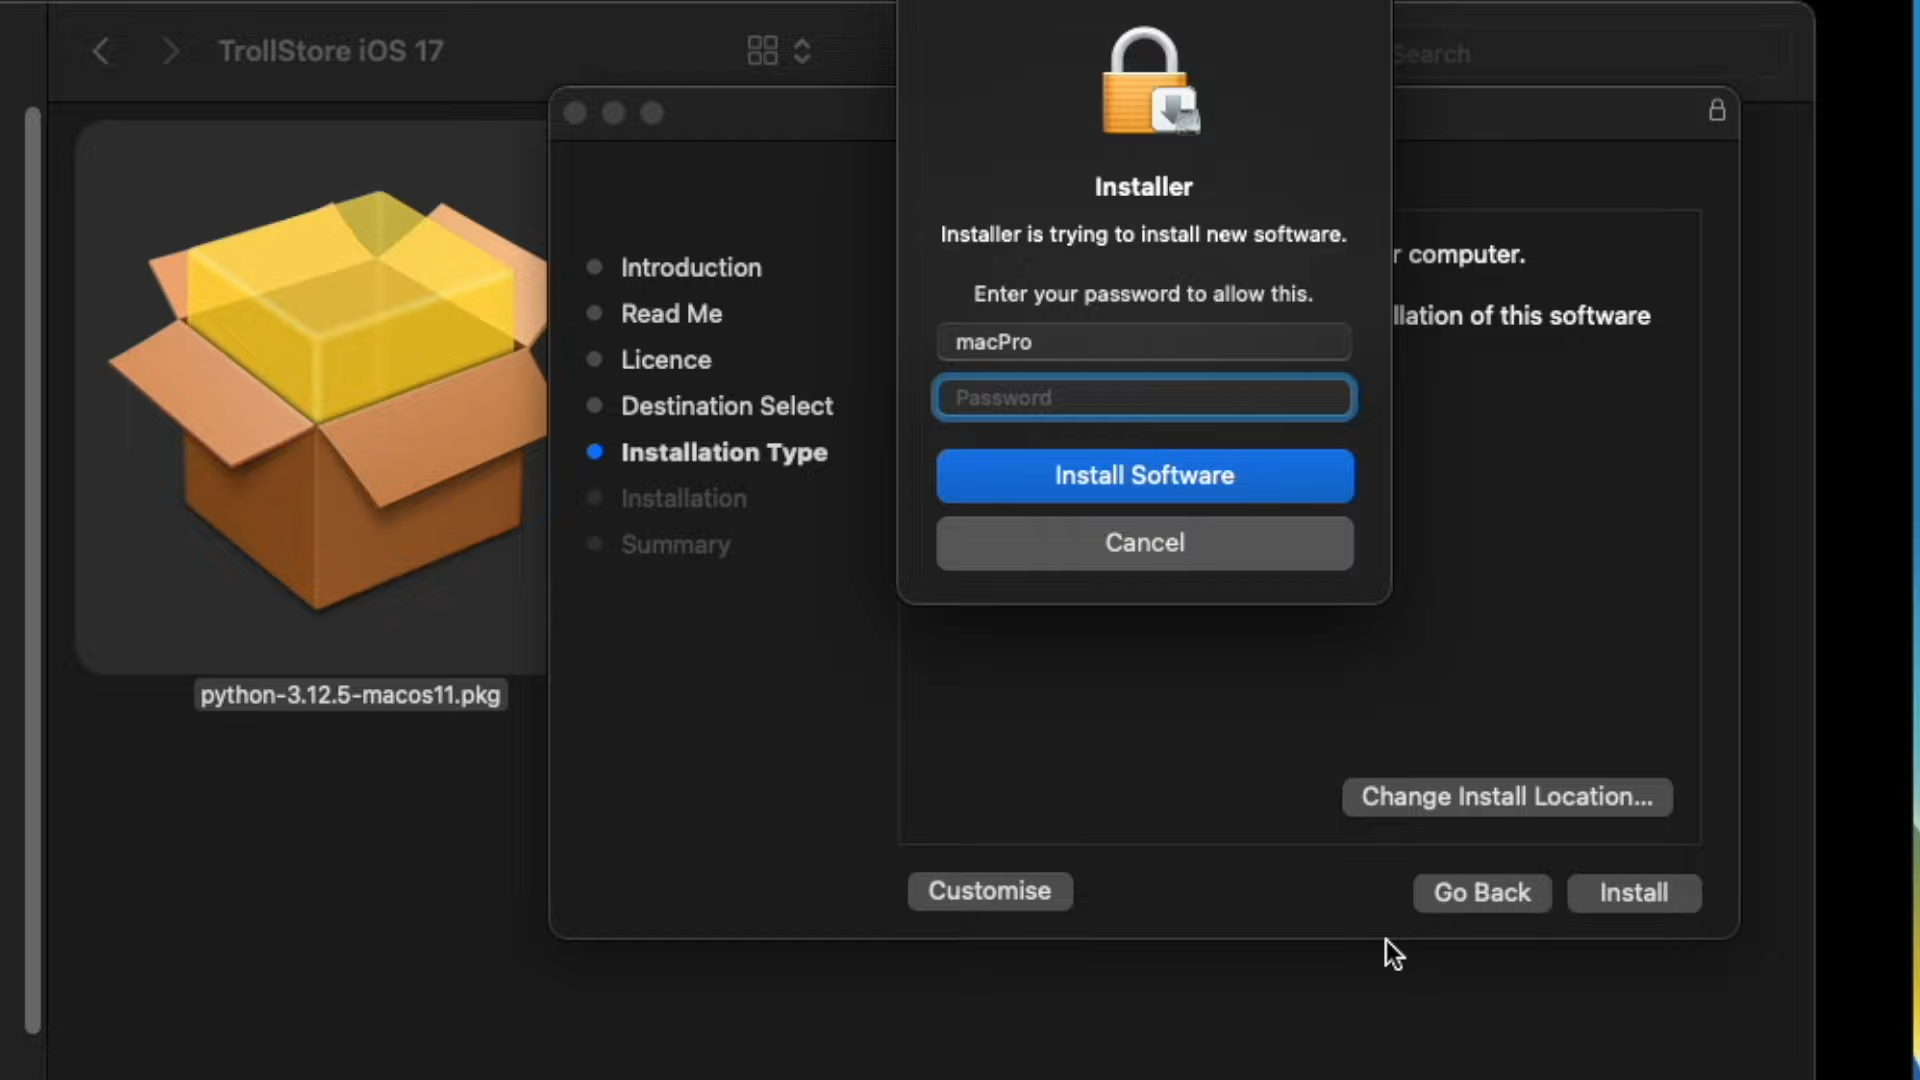 TrollStore iOS 17
Search
Installer
Installer is trying to install new software.
Enter your password to allow this.
macPro
Password
Install Software
Cancel
Introduction
Read Me
Licence
Destination Select
Installation Type
Installation
Summary
r computer.
llation of this software
Change Install Location...
Customise
Go Back
Install
python-3.12.5-macos11.pkg